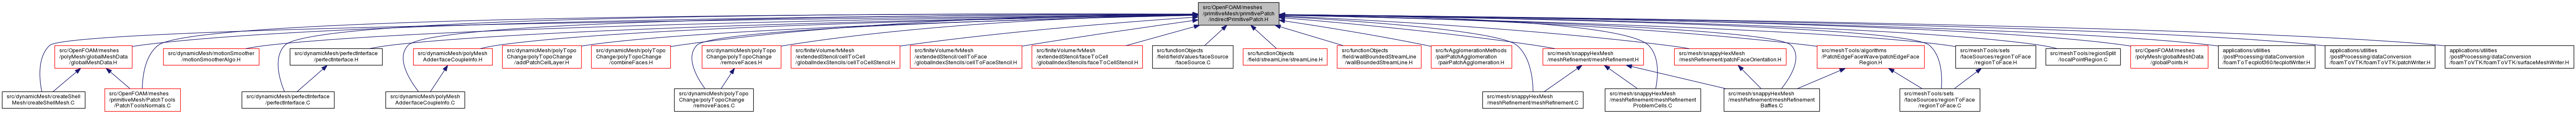 src/OpenFOAM/meshes
/primitiveMesh/primitivePatch
/indirectPrimitivePatch.H
src/OpenFOAM/meshes
/polyMesh/globalMeshData
/globalMeshData.H
src/dynamicMesh/motionSmoother
/motionSmootherAlgo.H
src/dynamicMesh/perfectInterface
/perfectInterface.H
src/dynamicMesh/polyMesh
Adder/faceCoupleInfo.H
src/dynamicMesh/polyTopo
Change/polyTopoChange
/addPatchCellLayer.H
src/dynamicMesh/polyTopo
Change/polyTopoChange
/combineFaces.H
src/dynamicMesh/polyTopo
Change/polyTopoChange
/removeFaces.H
src/finiteVolume/fvMesh
/extendedStencil/cellToCell
/globalIndexStencils/cellToCellStencil.H
src/finiteVolume/fvMesh
/extendedStencil/cellToFace
/globalIndexStencils/cellToFaceStencil.H
src/finiteVolume/fvMesh
/extendedStencil/faceToCell
/globalIndexStencils/faceToCellStencil.H
src/functionObjects
/field/fieldValues/faceSource
/faceSource.C
src/functionObjects
/field/streamLine/streamLine.H
src/functionObjects
/field/wallBoundedStreamLine
/wallBoundedStreamLine.H
src/fvAgglomerationMethods
/pairPatchAgglomeration
/pairPatchAgglomeration.H
src/mesh/snappyHexMesh
/meshRefinement/meshRefinement.H
src/mesh/snappyHexMesh
/meshRefinement/patchFaceOrientation.H
src/meshTools/algorithms
/PatchEdgeFaceWave/patchEdgeFace
Region.H
src/meshTools/sets
/faceSources/regionToFace
/regionToFace.H
src/meshTools/regionSplit
/localPointRegion.C
src/OpenFOAM/meshes
/polyMesh/globalMeshData
/globalPoints.H
applications/utilities
/postProcessing/dataConversion
/foamToTecplot360/tecplotWriter.H
applications/utilities
/postProcessing/dataConversion
/foamToVTK/foamToVTK/patchWriter.H
applications/utilities
/postProcessing/dataConversion
/foamToVTK/foamToVTK/surfaceMeshWriter.H
src/dynamicMesh/createShell
Mesh/createShellMesh.C
src/OpenFOAM/meshes
/primitiveMesh/PatchTools
/PatchToolsNormals.C
src/dynamicMesh/perfectInterface
/perfectInterface.C
src/dynamicMesh/polyMesh
Adder/faceCoupleInfo.C
src/dynamicMesh/polyTopo
Change/polyTopoChange
/removeFaces.C
src/mesh/snappyHexMesh
/meshRefinement/meshRefinement.C
src/mesh/snappyHexMesh
/meshRefinement/meshRefinement
ProblemCells.C
src/mesh/snappyHexMesh
/meshRefinement/meshRefinement
Baffles.C
src/meshTools/sets
/faceSources/regionToFace
/regionToFace.C